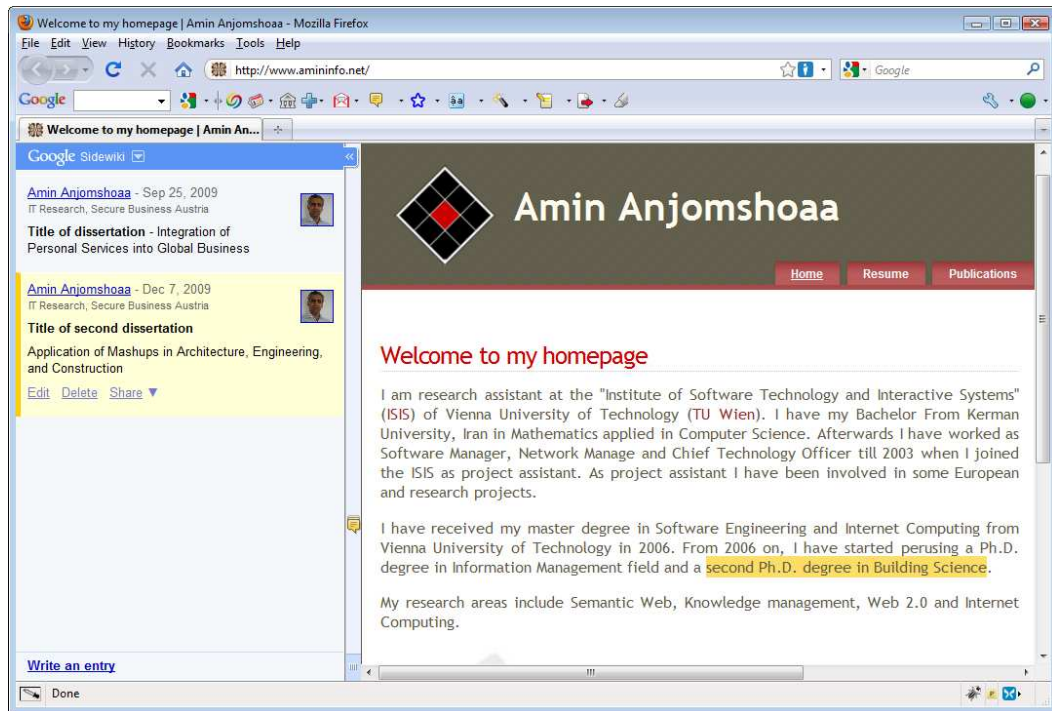 Welcome to my homepage | Amin Anjomshoaa - Mozilla Firefox
File Edit View History Bookmarks Tools Help
http://www.amininfo.net/
Google
Google
Welcome to my homepage | Amin An...
Google Sidewiki
Amin Anjomshoaa - Sep 25, 2009
IT Research, Secure Business Austria
Title of dissertation - Integration of
Personal Services into Global Business
Amin Anjomshoaa - Dec 7, 2009
IT Research, Secure Business Austria
Title of second dissertation
Application of Mashups in Architecture, Engineering,
and Construction
Edit Delete Share
Write an entry
Amin Anjomshoaa
Home Resume Publications
Welcome to my homepage
I am research assistant at the "Institute of Software Technology and Interactive Systems"
(ISIS) of Vienna University of Technology (TU Wien). I have my Bachelor From Kerman
University, Iran in Mathematics applied in Computer Science. Afterwards I have worked as
Software Manager, Network Manage and Chief Technology Officer till 2003 when I joined
the ISIS as project assistant. As project assistant I have been involved in some European
and research projects.
I have received my master degree in Software Engineering and Internet Computing from
Vienna University of Technology in 2006. From 2006 on, I have started perusing a Ph.D.
degree in Information Management field and a second Ph.D. degree in Building Science.
My research areas include Semantic Web, Knowledge management, Web 2.0 and Internet
Computing.
Done